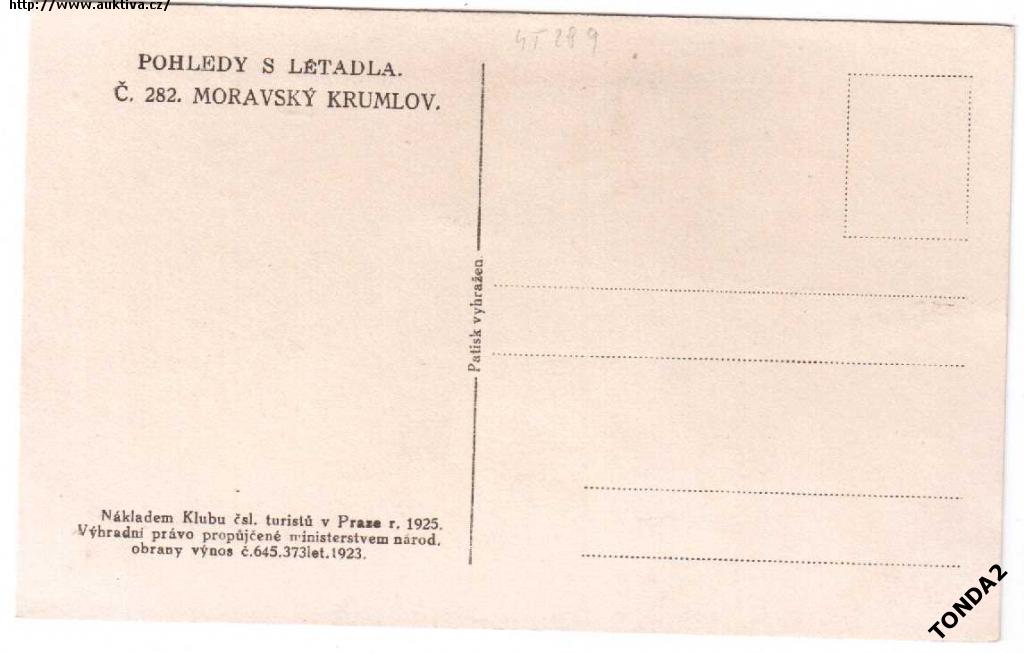 http://www.auktiva.cz/
POHLEDY S LÉTADLA.
Č. 282. MORAVSKÝ KRUMLOV.
Patisk vyhražen.
Nákladem Klubu čsl. turistů v Praze r. 1925.
Výhradní právo propůjčené ministerstvem národ.
obrany výnos č.645.373let.1923.
TONDA2